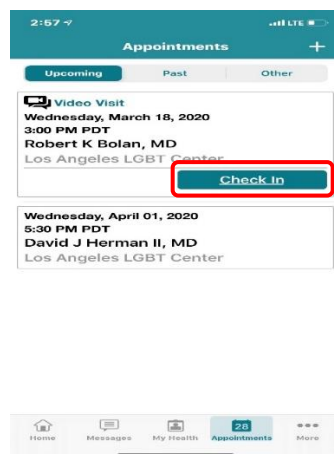 2:57
LTE
Appointments
+
Upcoming Past Other
Video Visit
Wednesday, March 18, 2020
3:00 PM PDT
Robert K Bolan, MD
Los Angeles LGBT Center
Check In
Wednesday, April 01, 2020
5:30 PM PDT
David J Herman II, MD
Los Angeles LGBT Center
28
Home Messages My Health Appointments More